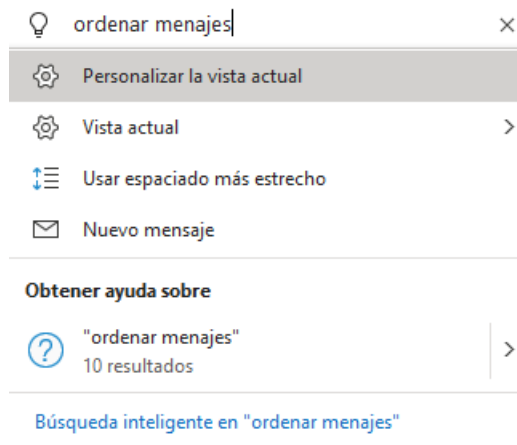 ordenar menajes
Personalizar la vista actual
Vista actual
Usar espaciado más estrecho
Nuevo mensaje
Obtener ayuda sobre
"ordenar menajes"
10 resultados
Búsqueda inteligente en "ordenar menajes"